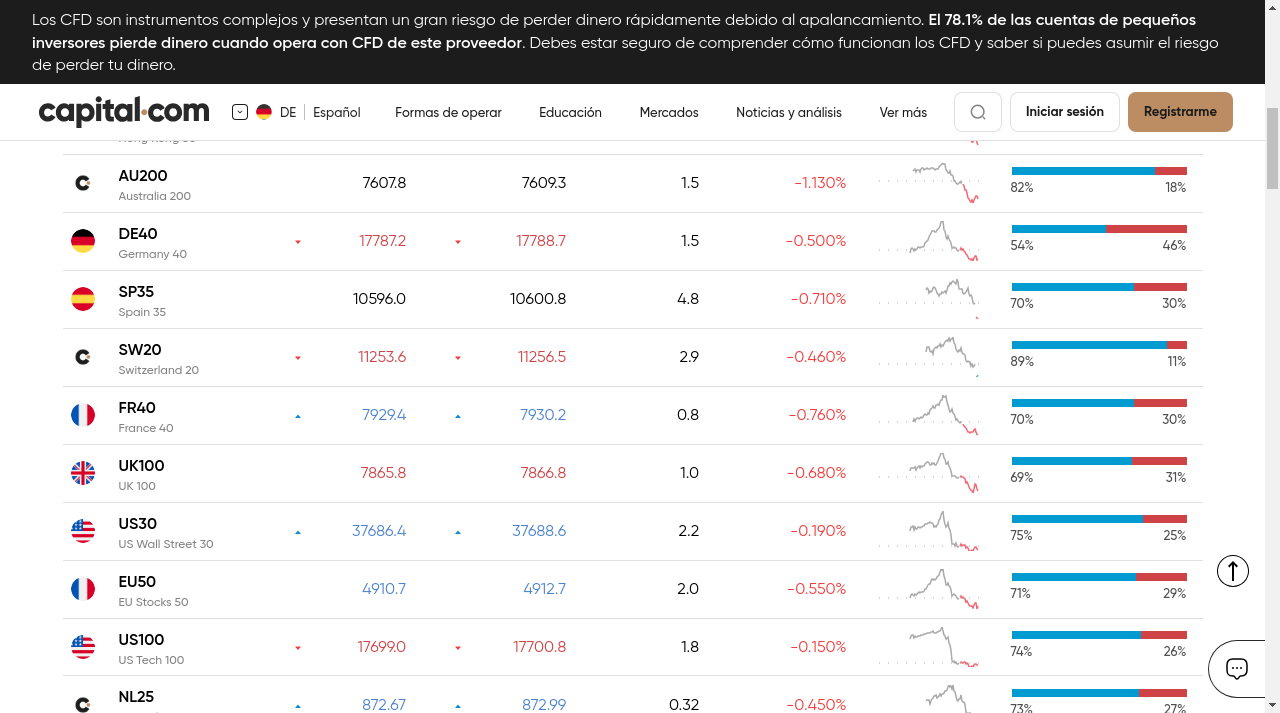 Los CFD son instrumentos complejos y presentan un gran riesgo de perder dinero rápidamente debido al apalancamiento. El 78.1% de las cuentas de pequeños
inversores pierde dinero cuando opera con CFD de este proveedor. Debes estar seguro de comprender cómo funcionan los CFD y saber si puedes asumir el riesgo
de perder tu dinero.
capital.com DE Español Formas de operar Educación Mercados Noticias y análisis Ver más Iniciar sesión Registrarme
AU200 7607.8 7609.3 1.5 -1.130%
Australia 200 82% 18%
DE40 17787.2 17788.7 1.5 -0.500%
Germany 40 54% 46%
SP35 10596.0 10600.8 4.8 -0.710%
Spain 35 70% 30%
SW20 11253.6 11256.5 2.9 -0.460%
Switzerland 20 89% 11%
FR40 7929.4 7930.2 0.8 -0.760%
France 40 70% 30%
UK100 7865.8 7866.8 1.0 -0.680%
UK 100 69% 31%
US30 37686.4 37688.6 2.2 -0.190%
US Wall Street 30 75% 25%
EU50 4910.7 4912.7 2.0 -0.550%
EU Stocks 50 71% 29%
US100 17699.0 17700.8 1.8 -0.150%
US Tech 100 74% 26%
NL25 872.67 872.99 0.32 -0.450%
73% 27%